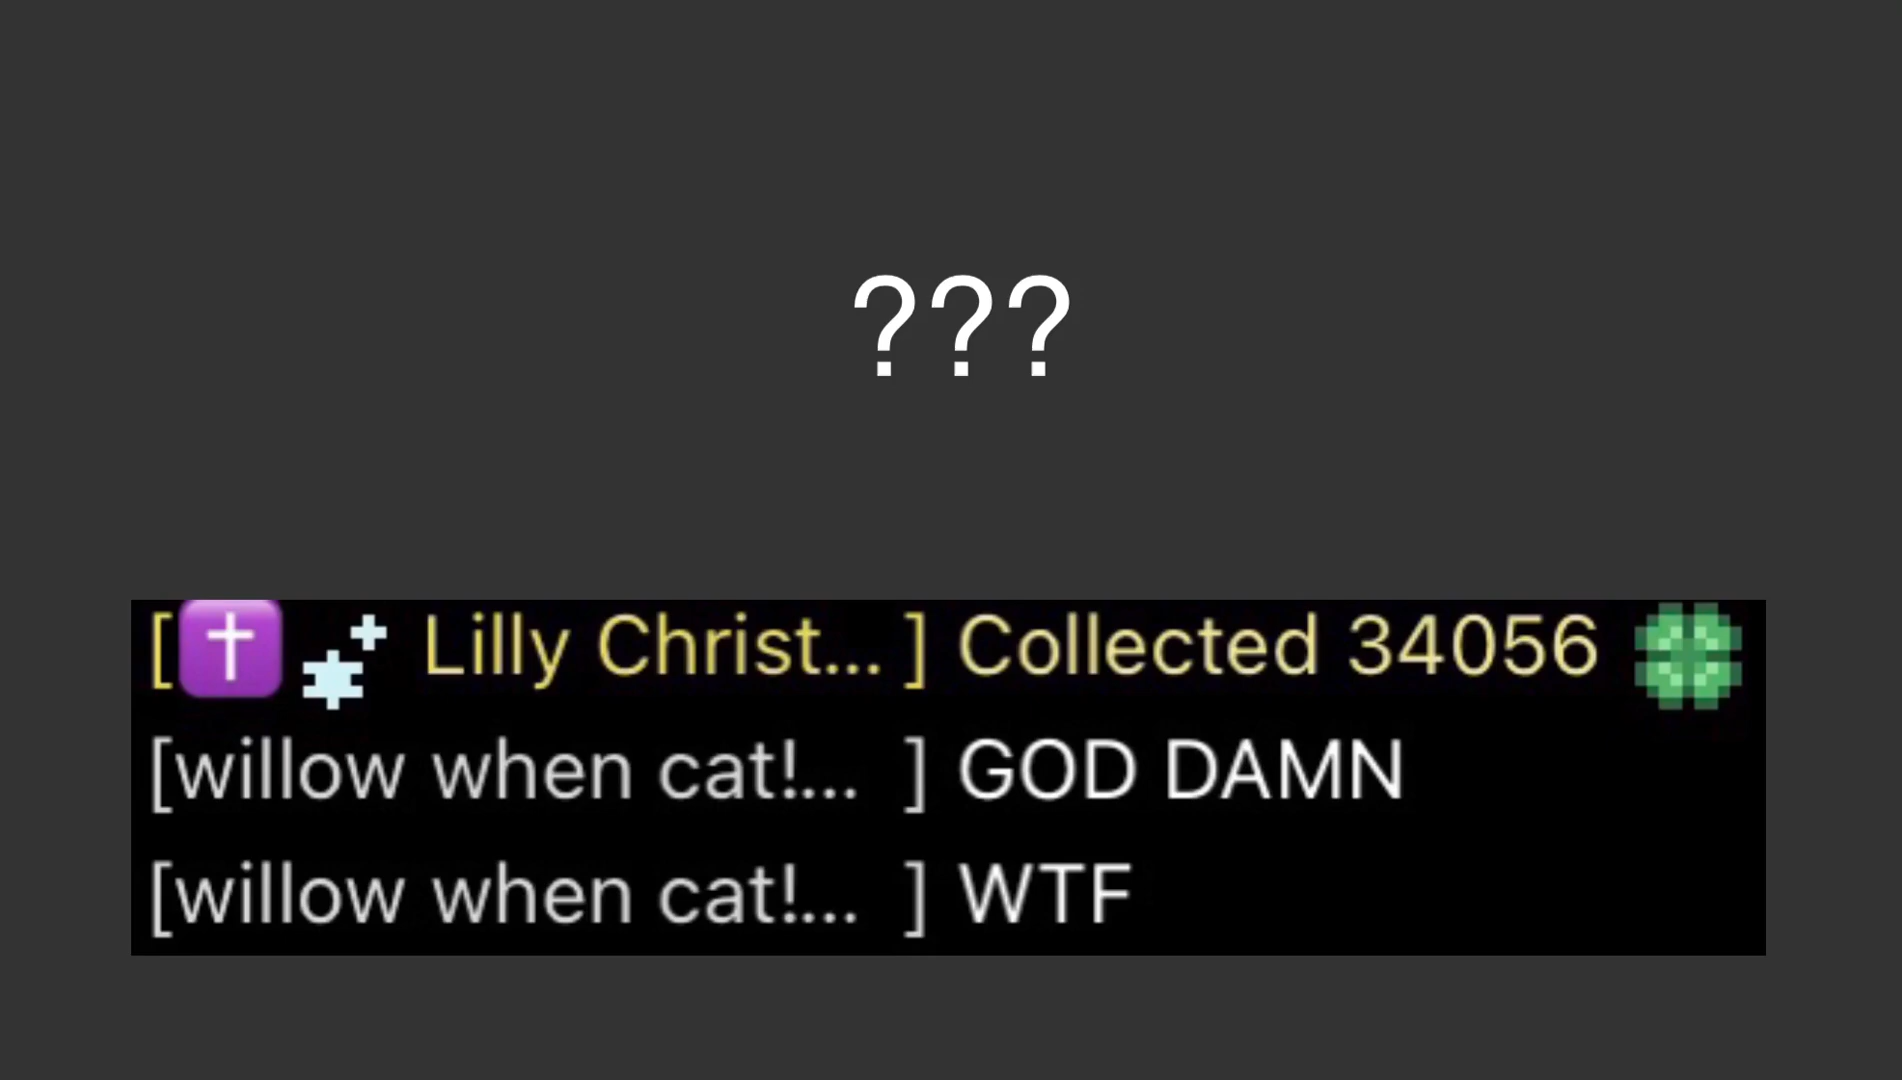 ???
[✝️ Lilly Christ... ] Collected 34056 🍀
[willow when cat!... ] GOD DAMN
[willow when cat!... ] WTF